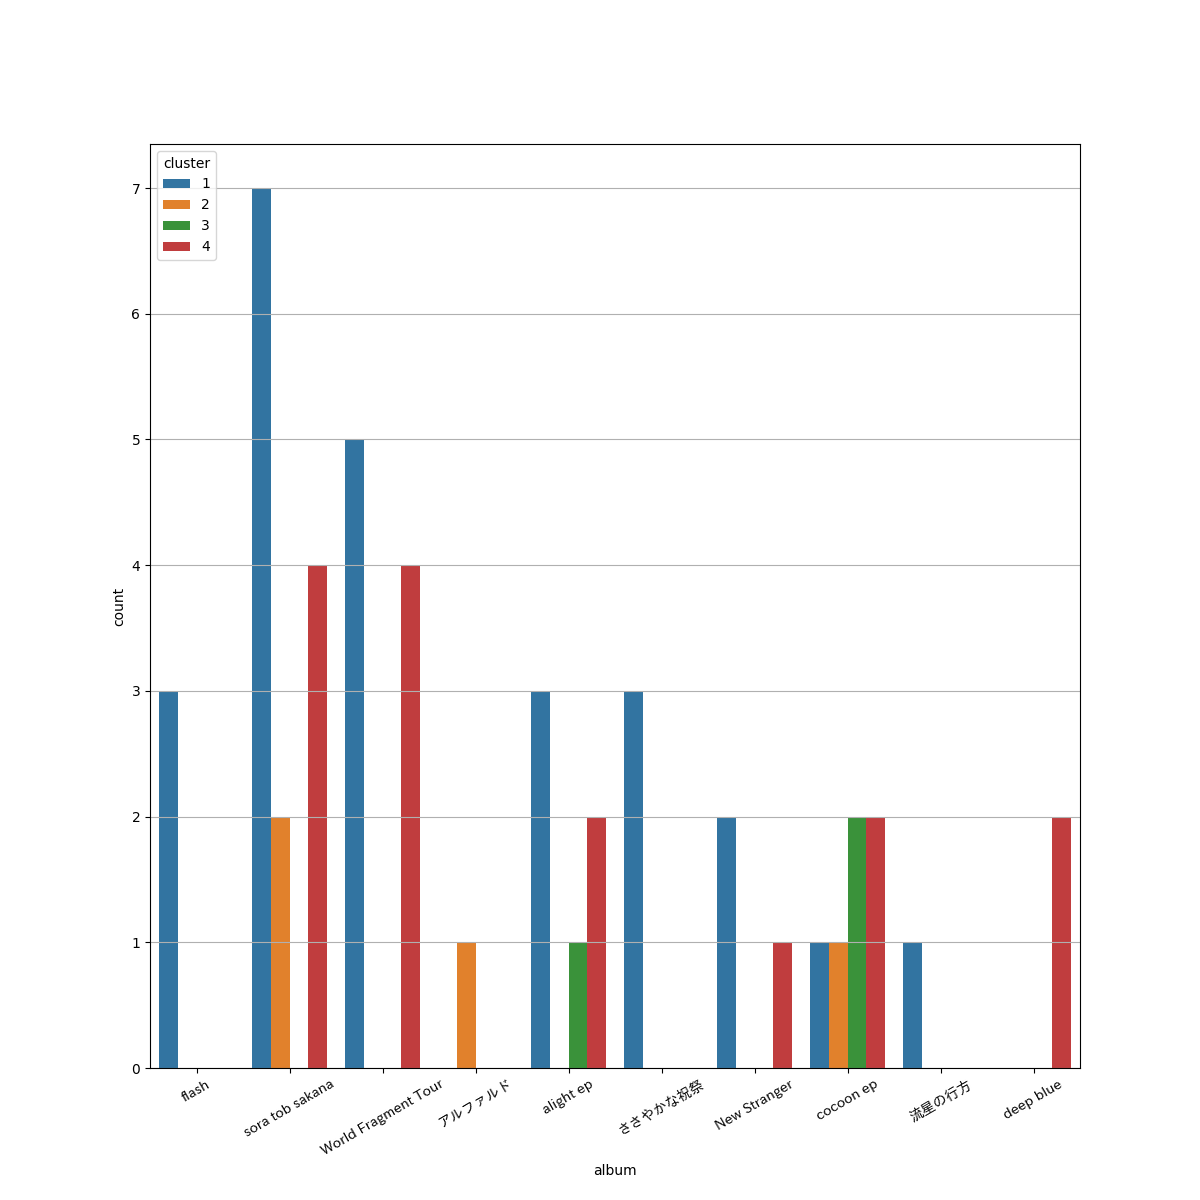 cluster
1
2
3
4
7
6
5
4
3
2
1
0
count
flash
sora tob sakana
World Fragment Tour
アルファルド
alight ep
ささやかな祝祭
New Stranger
cocoon ep
流星の行方
deep blue
album